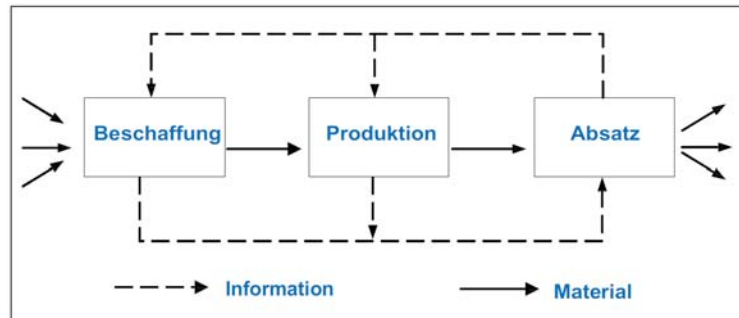 Beschaffung
Produktion
Absatz
Information
Material